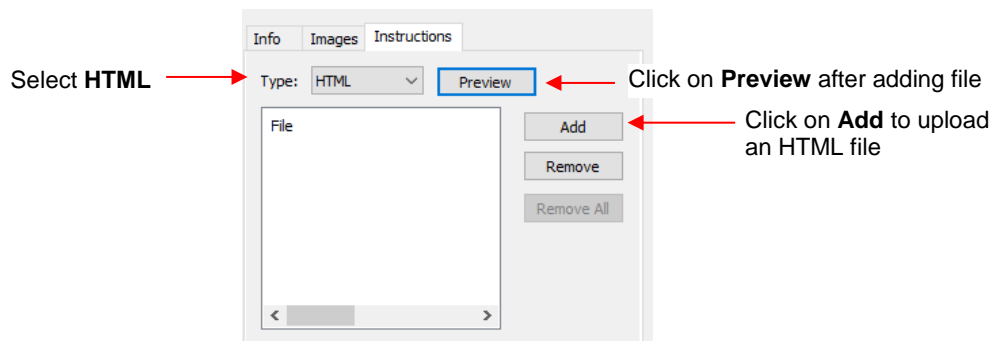 Info Images Instructions
Select HTML
Type: HTML Preview
Click on Preview after adding file
File
Add
Click on Add to upload
an HTML file
Remove
Remove All